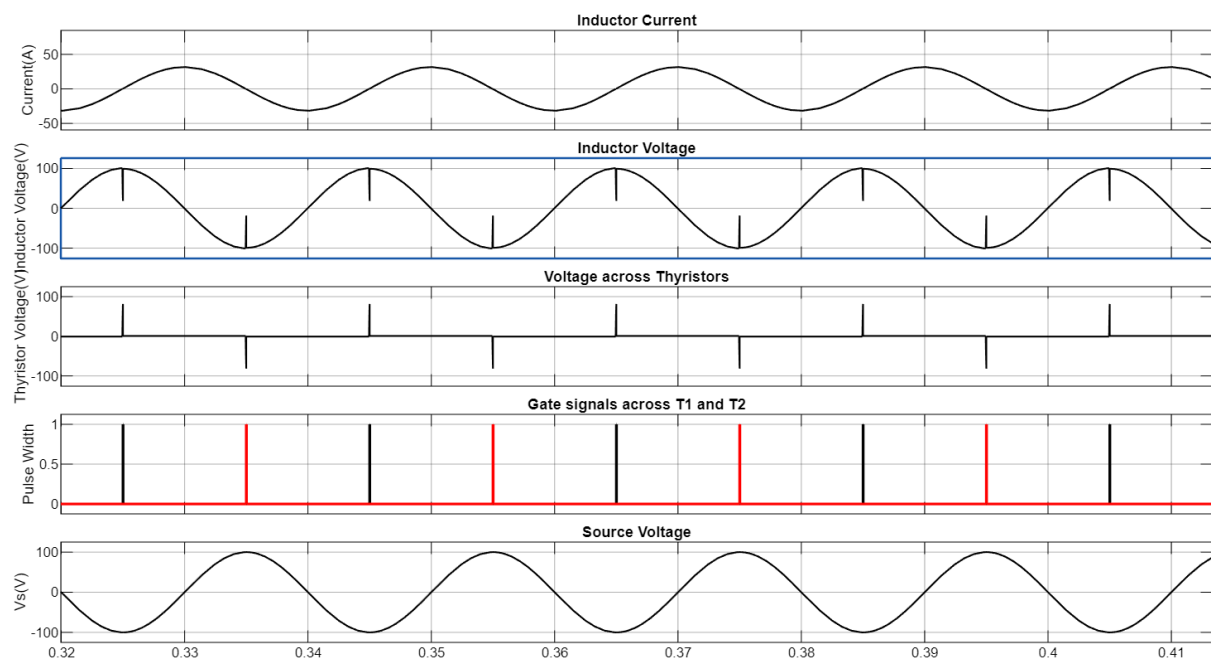 Inductor Current
Current(A)
50
0
-50
Inductor Voltage
Inductor Voltage(V)
100
0
-100
Voltage across Thyristors
Thyristor Voltage(V)
100
0
-100
Gate signals across T1 and T2
Pulse Width
1
0.5
0
Source Voltage
Vs(V)
100
0
-100
0.32 0.33 0.34 0.35 0.36 0.37 0.38 0.39 0.4 0.41